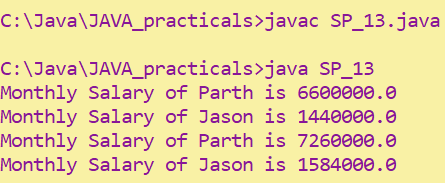 C:\Java\JAVA_practicals>javac SP_13.java
C:\Java\JAVA_practicals>java SP_13
Monthly Salary of Parth is 6600000.0
Monthly Salary of Jason is 1440000.0
Monthly Salary of Parth is 7260000.0
Monthly Salary of Jason is 1584000.0